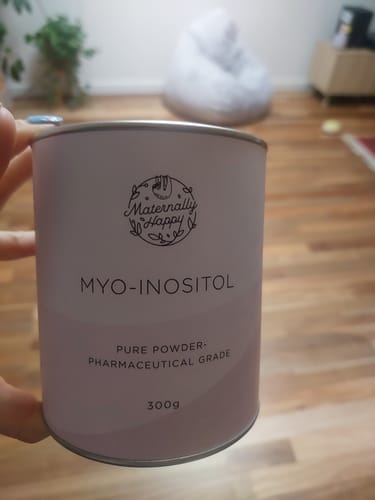 Maternally
Happy
MYO-INOSITOL
PURE POWDER-
PHARMACEUTICAL GRADE
300g